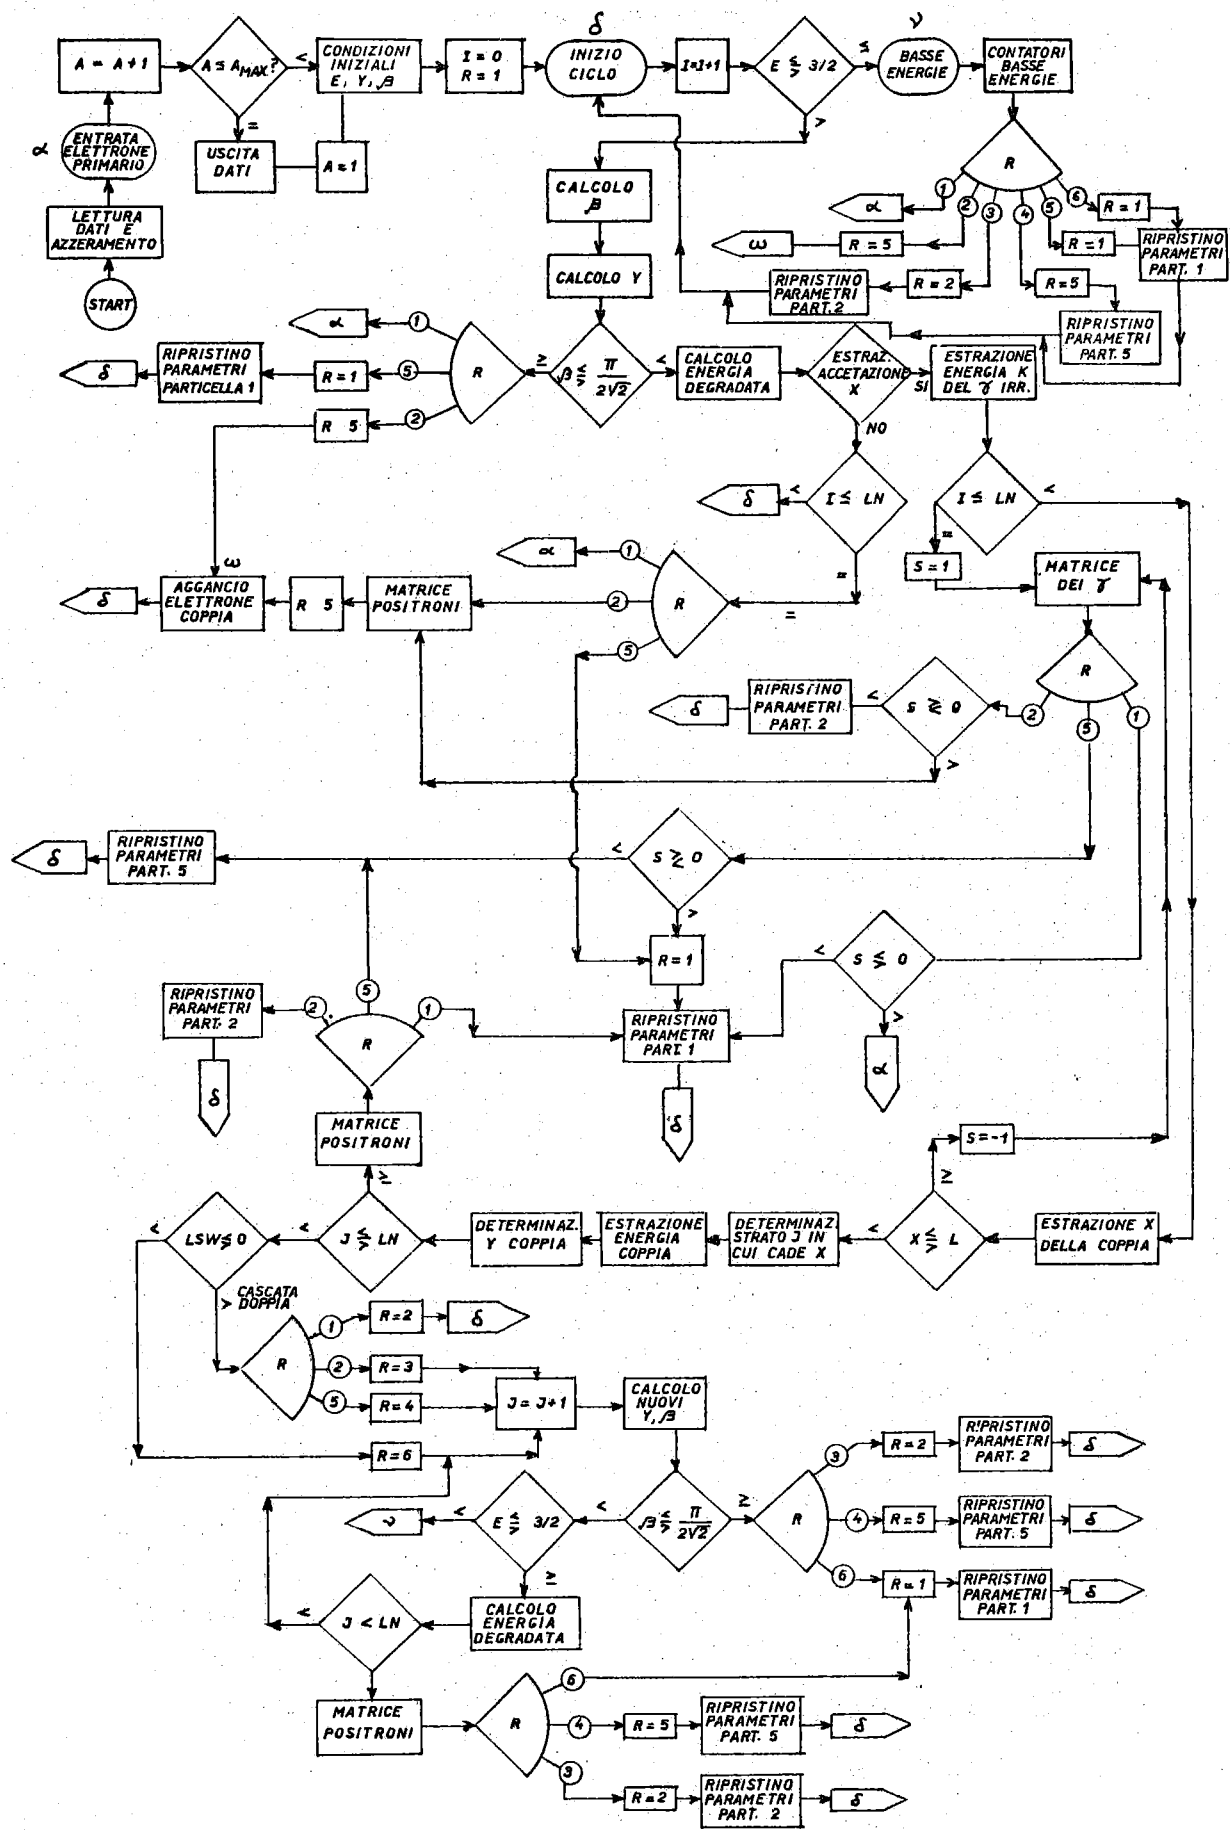 δ
ν
A = A+1
A ≤ A MAX?
<
CONDIZIONI
INIZIALI
E, Y, β
I = 0
R = 1
INIZIO
CICLO
I=I+1
E ≶ 3/2
≤
BASSE
ENERGIE
CONTATORI
BASSE
ENERGIE
=
>
α
ENTRATA
ELETTRONE
PRIMARIO
USCITA
DATI
A=1
CALCOLO
β
R
1
2
3
4
5
6
α
R=1
LETTURA
DATI E
AZZERAMENTO
ω
R = 5
R=1
RIPRISTINO
PARAMETRI
PART. 1
CALCOLO Y
RIPRISTINO
PARAMETRI
PART. 2
R=2
R=5
START
α
1
RIPRISTINO
PARAMETRI
PART. 5
δ
RIPRISTINO
PARAMETRI
PARTICELLA 1
R=1
5
R
≥
β ≶ π/2√2
<
CALCOLO
ENERGIA
DEGRADATA
ESTRAZ.
ACCETAZIONE
X
SI
ESTRAZIONE
ENERGIA K
DEL γ IRR.
R 5
2
NO
δ
<
I ≤ LN
I ≤ LN
<
=
=
S=1
MATRICE
DEI γ
ω
α
1
δ
AGGANCIO
ELETTRONE
COPPIA
R 5
MATRICE
POSITRONI
2
R
=
5
R
2
5
1
δ
RIPRISTINO
PARAMETRI
PART. 2
<
S ≷ 0
>
δ
RIPRISTINO
PARAMETRI
PART. 5
<
S ≷ 0
>
R=1
<
S ≶ 0
>
α
RIPRISTINO
PARAMETRI
PART. 2
2
5
1
R
RIPRISTINO
PARAMETRI
PART. 1
δ
δ
MATRICE
POSITRONI
≥
S=-1
≥
<
LSW≶0
<
J ≶ LN
DETERMINAZ.
Y COPPIA
ESTRAZIONE
ENERGIA
COPPIA
DETERMINAZ.
STRATO J IN
CUI CADE X
<
X ≶ L
ESTRAZIONE X
DELLA COPPIA
> CASCATA
DOPPIA
R
1
R=2
δ
2
R=3
5
R=4
J= J+1
CALCOLO
NUOVI
Y, β
R=6
ν
<
E ≶ 3/2
<
β ≶ π/2√2
≥
R
3
R=2
RIPRISTINO
PARAMETRI
PART. 2
δ
4
R=5
RIPRISTINO
PARAMETRI
PART. 5
δ
6
R=1
RIPRISTINO
PARAMETRI
PART. 1
δ
≥
<
J < LN
CALCOLO
ENERGIA
DEGRADATA
MATRICE
POSITRONI
R
6
4
R=5
RIPRISTINO
PARAMETRI
PART. 5
δ
3
R=2
RIPRISTINO
PARAMETRI
PART. 2
δ